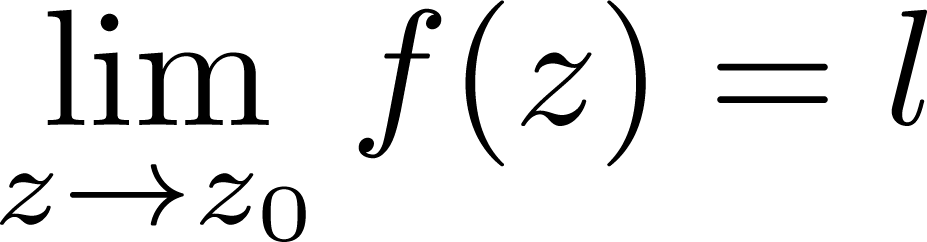 lim f(z) = l
z→z₀